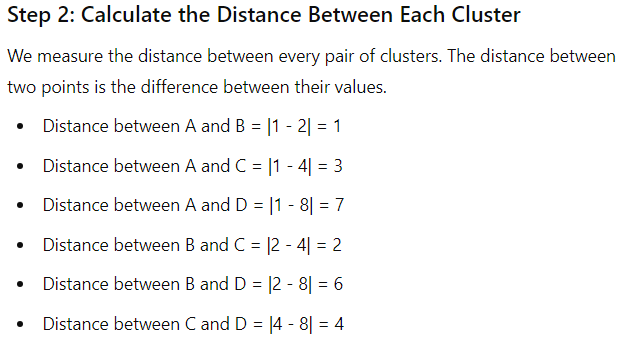 Step 2: Calculate the Distance Between Each Cluster
We measure the distance between every pair of clusters. The distance between
two points is the difference between their values.
• Distance between A and B = |1 - 2| = 1
• Distance between A and C = |1 - 4| = 3
• Distance between A and D = |1 - 8| = 7
• Distance between B and C = |2 - 4| = 2
• Distance between B and D = |2 - 8| = 6
• Distance between C and D = |4 - 8| = 4